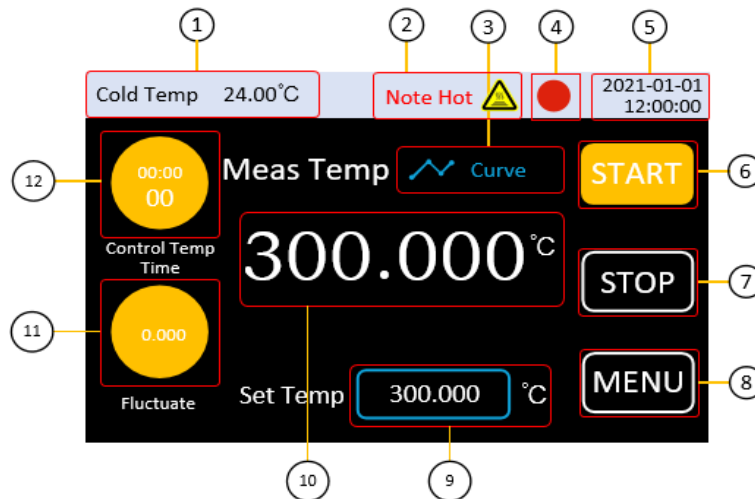 1
2
3
4
5
Cold Temp 24.00°C
Note Hot
2021-01-01
12:00:00
12
00:00
00
Meas Temp
Curve
START
6
Control Temp
Time
300.000°C
STOP
7
11
0.000
Fluctuate
Set Temp 300.000 °C
MENU
8
10
9